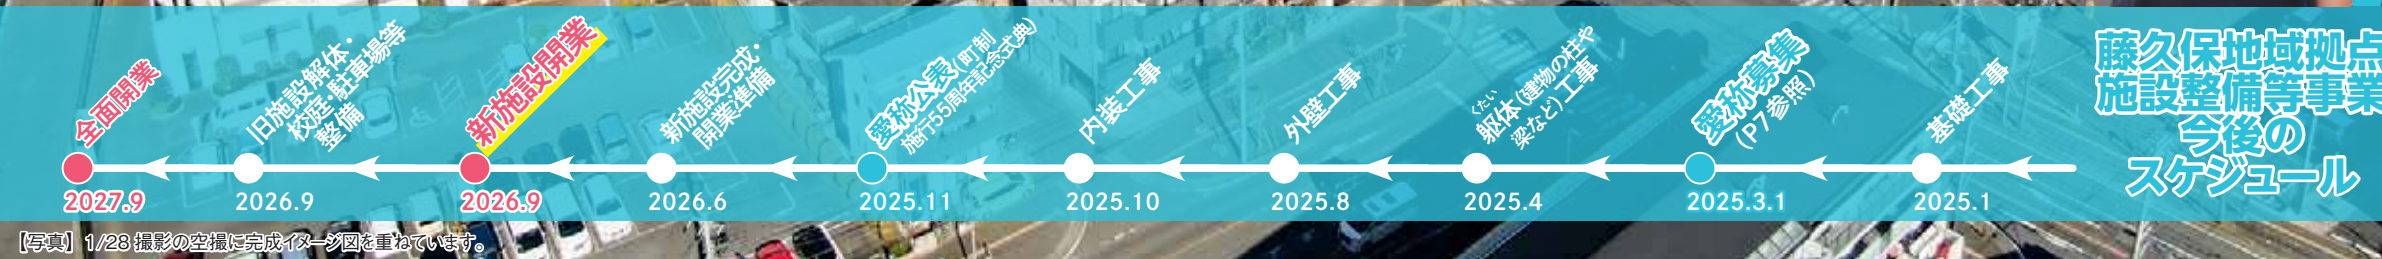 藤久保地域拠点
施設整備等事業
今後の
スケジュール
基礎工事
2025.1
愛称募集
(P7参照)
2025.3.1
くたい
躯体(建物の柱や
梁など)工事
2025.4
外壁工事
2025.8
内装工事
2025.10
愛称公表(町制
施行55周年記念式典)
2025.11
新施設完成・
開業準備
2026.6
新施設開業
2026.9
旧施設解体・
校庭・駐車場等
整備
2026.9
全面開業
2027.9
【写真】 1/28 撮影の空撮に完成イメージ図を重ねています。